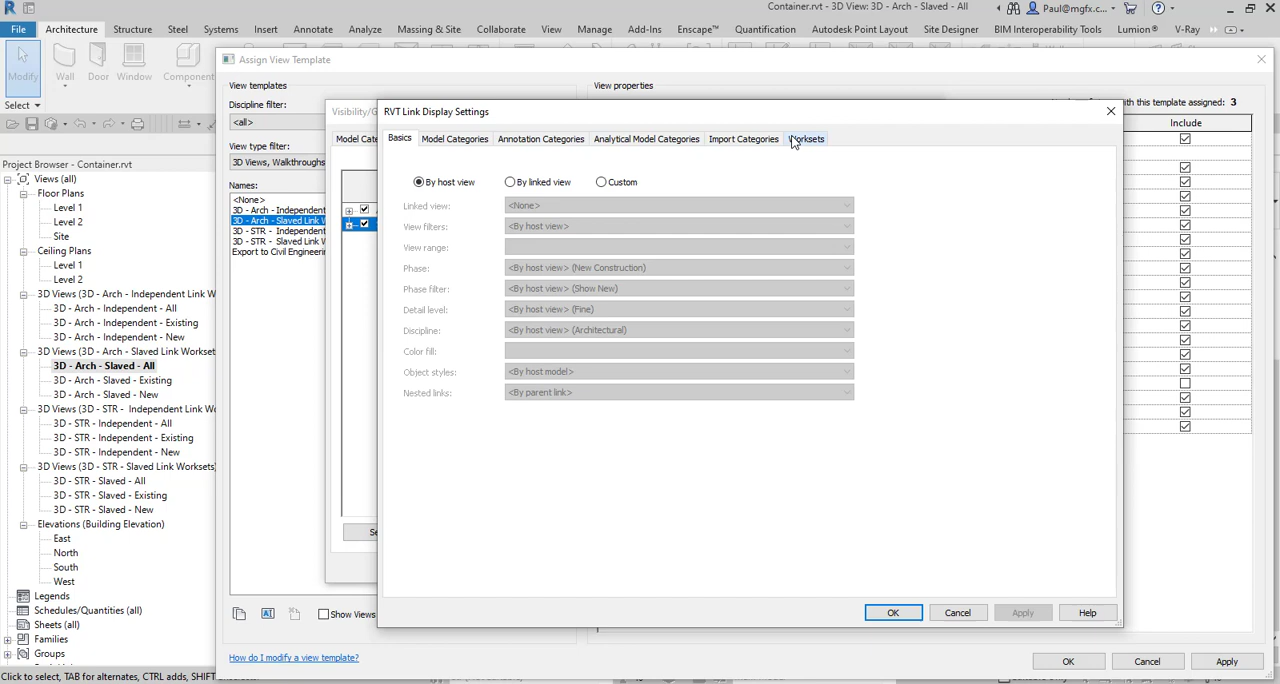 Container.rvt - 3D View: 3D - Arch - Slaved - All
Paul@mgfx.c...
File Architecture Structure Steel Systems Insert Annotate Analyze Massing & Site Collaborate View Manage Add-Ins Enscape™ Quantification Autodesk Point Layout Site Designer BIM Interoperability Tools Lumion® V-Ray
Modify Wall Door Window Component
Select
Assign View Template
View templates
Discipline filter:
<all>
View type filter:
3D Views, Walkthroughs
Names:
<None>
3D - Arch - Independent
3D - Arch - Slaved Link W
3D - STR - Independent
3D - STR - Slaved Link W
Export to Civil Engineeri
Show Views
How do I modify a view template?
View properties
with this template assigned: 3
Include
OK Cancel Apply
Visibility/G
Model Cate
RVT Link Display Settings
Basics Model Categories Annotation Categories Analytical Model Categories Import Categories Worksets
By host view By linked view Custom
Linked view: <None>
View filters: <By host view>
View range:
Phase: <By host view> (New Construction)
Phase filter: <By host view> (Show New)
Detail level: <By host view> (Fine)
Discipline: <By host view> (Architectural)
Color fill:
Object styles: <By host model>
Nested links: <By parent link>
OK Cancel Apply Help
Project Browser - Container.rvt
Views (all)
Floor Plans
Level 1
Level 2
Site
Ceiling Plans
Level 1
Level 2
3D Views (3D - Arch - Independent Link W
3D - Arch - Independent - All
3D - Arch - Independent - Existing
3D - Arch - Independent - New
3D Views (3D - Arch - Slaved Link Workset
3D - Arch - Slaved - All
3D - Arch - Slaved - Existing
3D - Arch - Slaved - New
3D Views (3D - STR - Independent Link Wo
3D - STR - Independent - All
3D - STR - Independent - Existing
3D - STR - Independent - New
3D Views (3D - STR - Slaved Link Worksets)
3D - STR - Slaved - All
3D - STR - Slaved - Existing
3D - STR - Slaved - New
Elevations (Building Elevation)
East
North
South
West
Legends
Schedules/Quantities (all)
Sheets (all)
Families
Groups
Click to select, TAB for alternates, CTRL adds, SHIFT